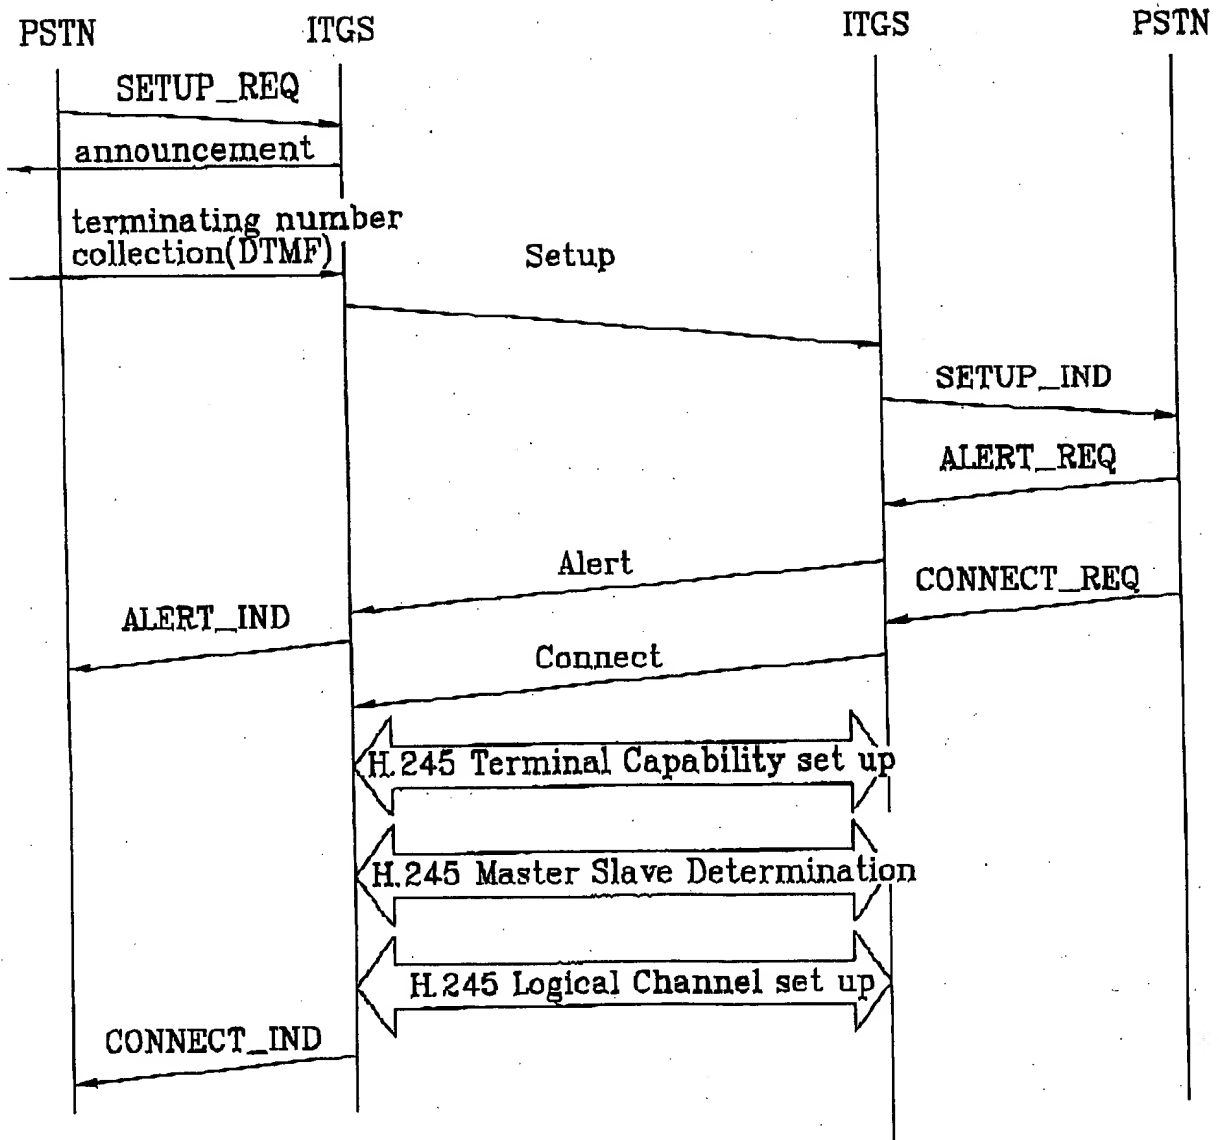 PSTN
ITGS
ITGS
PSTN
SETUP_REQ
announcement
terminating number
collection(DTMF)
Setup
SETUP_IND
ALERT_REQ
Alert
CONNECT_REQ
ALERT_IND
Connect
H.245 Terminal Capability set up
H.245 Master Slave Determination
H.245 Logical Channel set up
CONNECT_IND